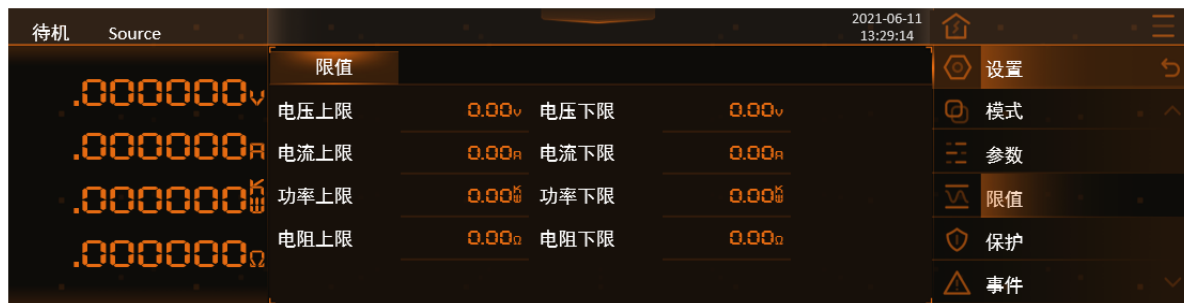 待机 Source
2021-06-11
13:29:14
.000000V
.000000A
.000000KW
.000000Ω
限值
电压上限 0.00V 电压下限 0.00V
电流上限 0.00A 电流下限 0.00A
功率上限 0.00KW 功率下限 0.00KW
电阻上限 0.00Ω 电阻下限 0.00Ω
设置
模式
参数
限值
保护
事件